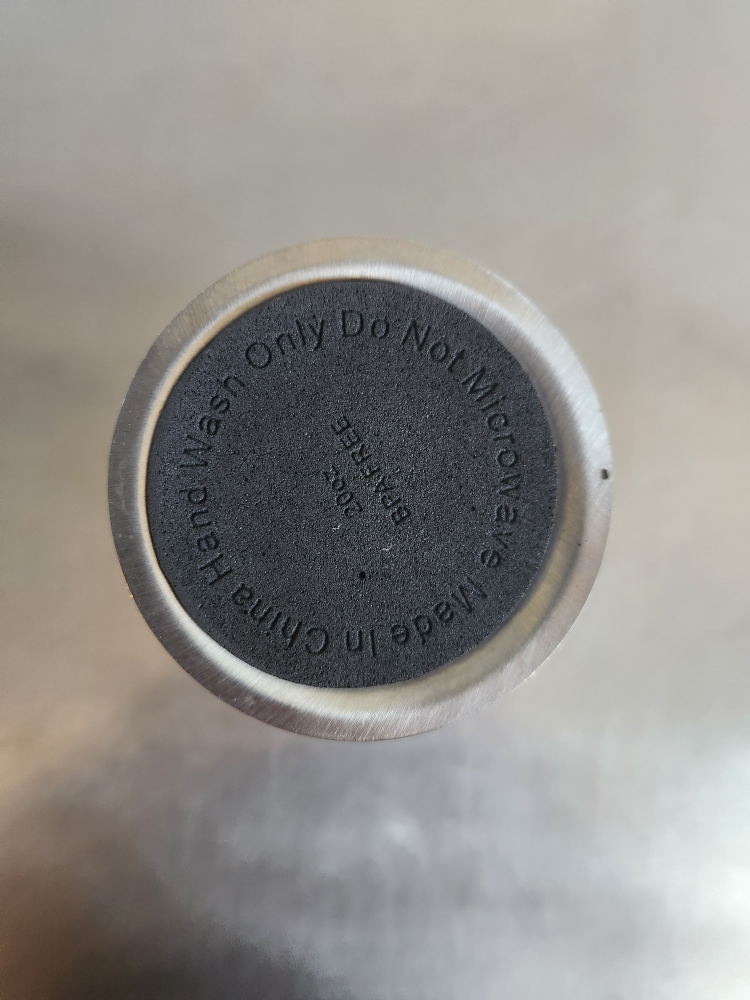 Hand Wash Only Do Not Microwave Made In China
20oz
BPA FREE